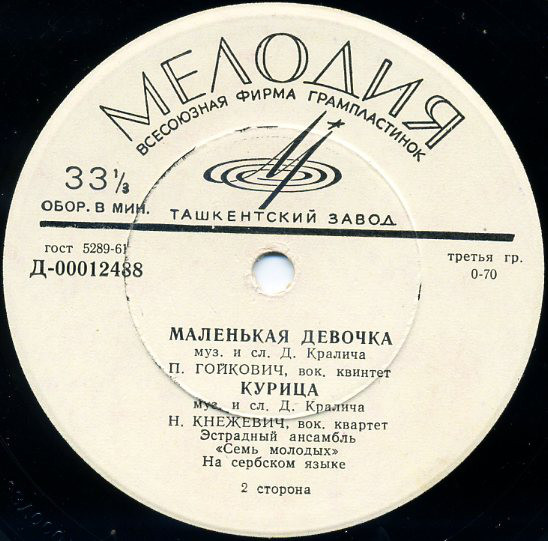 МЕЛОДИЯ
ВСЕСОЮЗНАЯ ФИРМА ГРАМПЛАСТИНОК
33⅓
ОБОР. В МИН.
ТАШКЕНТСКИЙ ЗАВОД
гост 5289-61
Д-00012488
третья гр.
0-70
МАЛЕНЬКАЯ ДЕВОЧКА
муз. и сл. Д. Кралича
П. ГОЙКОВИЧ, вок. квинтет
КУРИЦА
муз. и сл. Д. Кралича
Н. КНЕЖЕВИЧ, вок. квартет
Эстрадный ансамбль
«Семь молодых»
На сербском языке
2 сторона